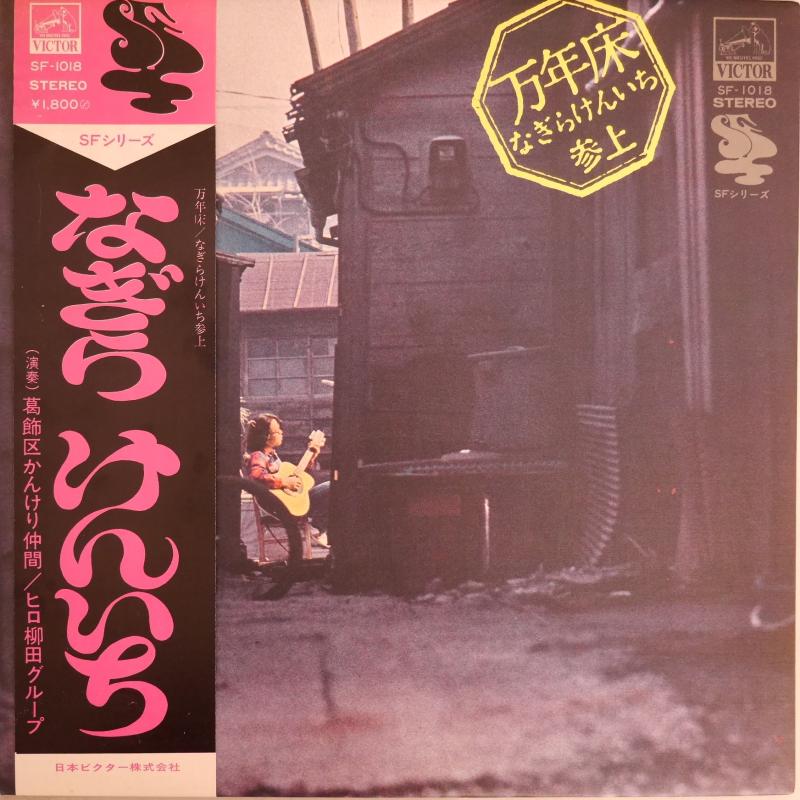 VICTOR
SF-1018
STEREO
¥1,800
SFシリーズ
万年床/なぎらけんいち参上
なぎら けんいち
(演奏)葛飾区かんけり仲間/ヒロ柳田グループ
日本ビクター株式会社
万年床
なぎらけんいち
参上
VICTOR
SF-1018
STEREO
SFシリーズ